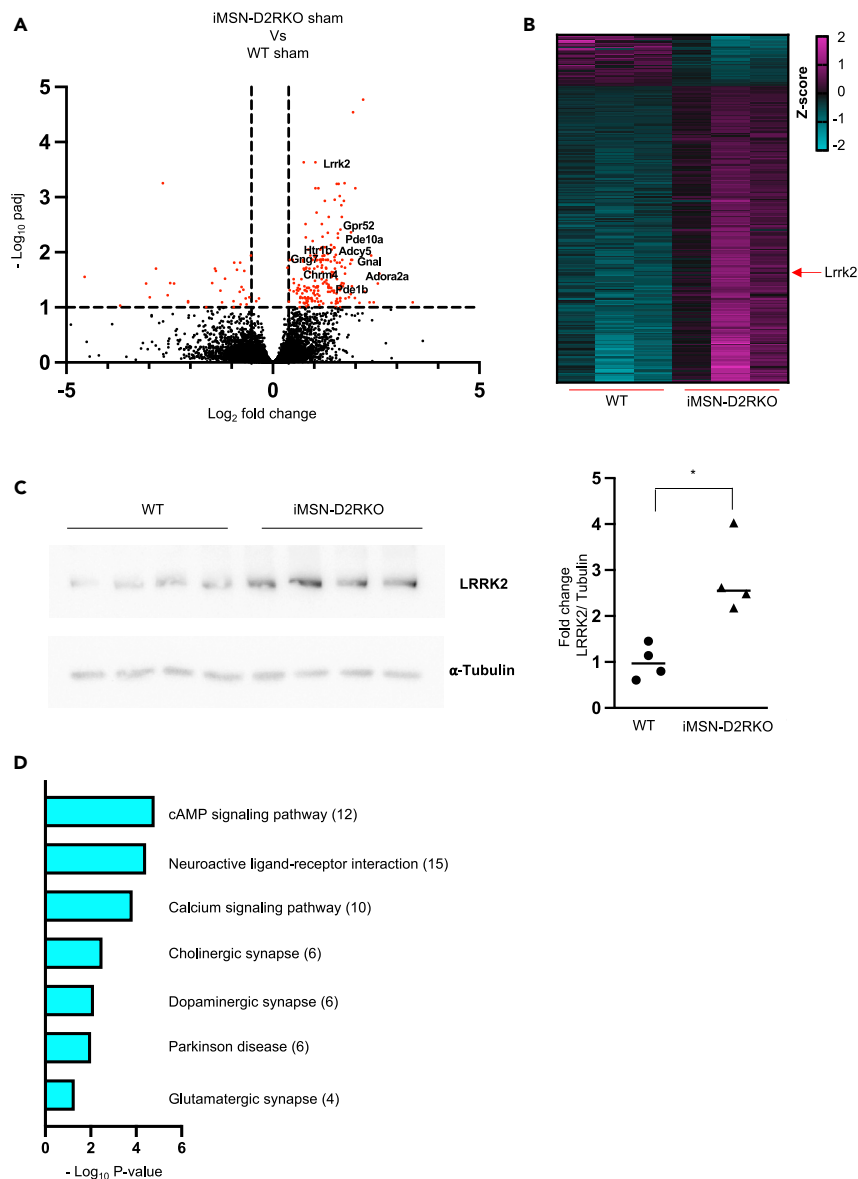 A
iMSN-D2RKO sham
Vs
WT sham
5
4
3
2
1
0
- Log10 padj
Lrrk2
Gpr52
Pde10a
Htr1b
Adcy5
Gng7
Gnal
Chrm4
Adora2a
Pde1b
-5
0
5
Log2 fold change
B
2
1
0
-1
-2
Z-score
Lrrk2
WT
iMSN-D2RKO
C
WT
iMSN-D2RKO
LRRK2
α-Tubulin
*
5
4
3
2
1
0
Fold change
LRRK2/ Tubulin
WT
iMSN-D2RKO
D
cAMP signaling pathway (12)
Neuroactive ligand-receptor interaction (15)
Calcium signaling pathway (10)
Cholinergic synapse (6)
Dopaminergic synapse (6)
Parkinson disease (6)
Glutamatergic synapse (4)
0 2 4 6
- Log10 P-value